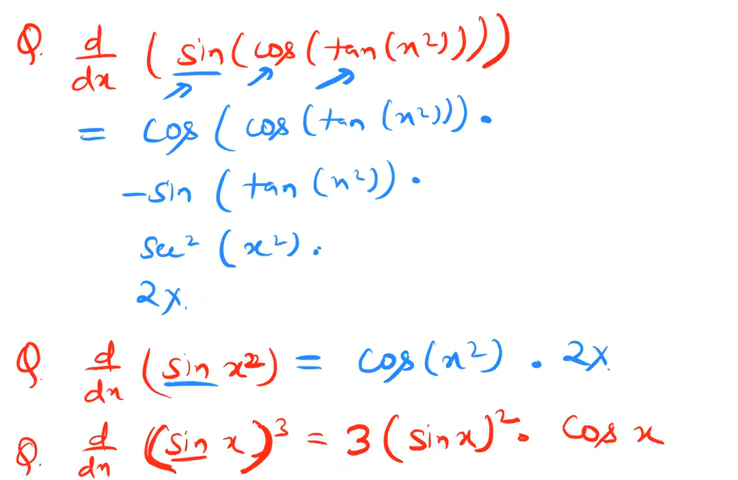 Q. d/dx (sin(cos(tan(x²))))
= cos(cos(tan(x²))).
-sin(tan(x²)).
sec²(x²).
2x.
Q. d/dx (sin x²) = cos(x²) . 2x
Q. d/dx (sin x)³ = 3(sin x)². cos x